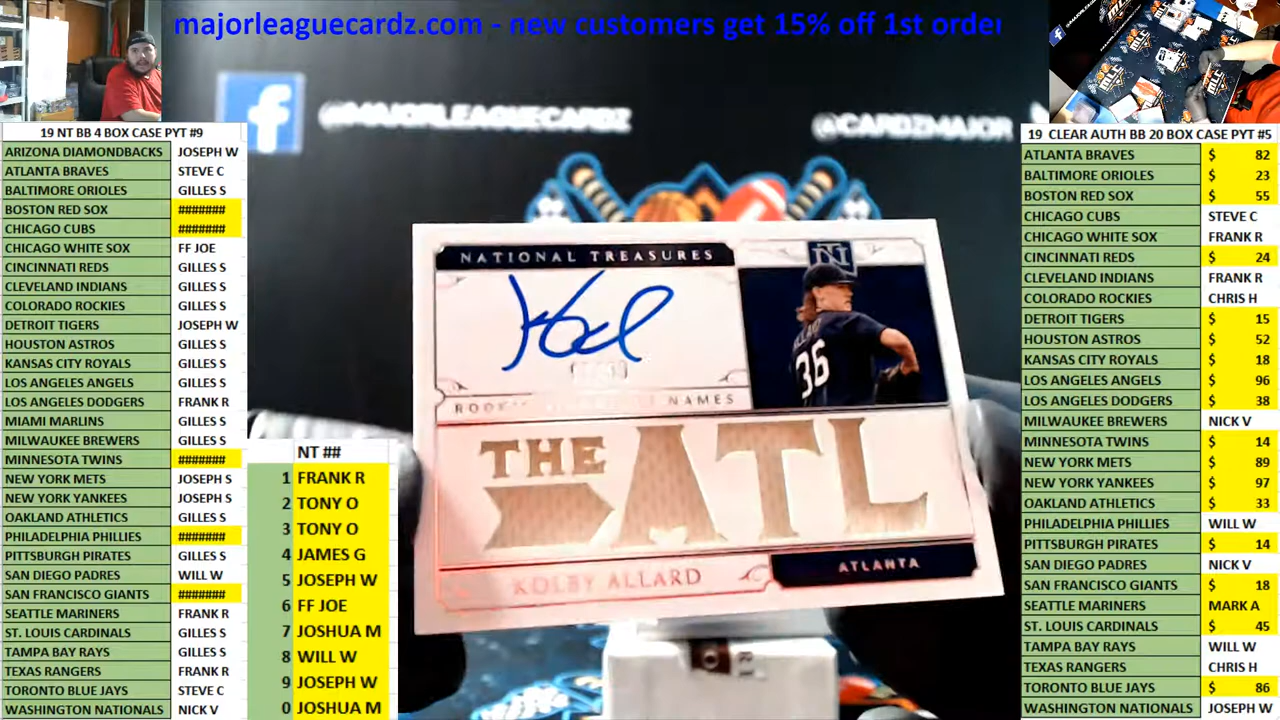 majorleaguecardz.com - new customers get 15% off 1st order
@MAJORLEAGUECARDZ
@CARDZMAJOR
19 NT BB 4 BOX CASE PYT #9
ARIZONA DIAMONDBACKS JOSEPH W
ATLANTA BRAVES STEVE C
BALTIMORE ORIOLES GILLES S
BOSTON RED SOX #######
CHICAGO CUBS #######
CHICAGO WHITE SOX FF JOE
CINCINNATI REDS GILLES S
CLEVELAND INDIANS GILLES S
COLORADO ROCKIES GILLES S
DETROIT TIGERS JOSEPH W
HOUSTON ASTROS GILLES S
KANSAS CITY ROYALS GILLES S
LOS ANGELES ANGELS GILLES S
LOS ANGELES DODGERS FRANK R
MIAMI MARLINS GILLES S
MILWAUKEE BREWERS GILLES S
MINNESOTA TWINS #######
NEW YORK METS JOSEPH S
NEW YORK YANKEES JOSEPH S
OAKLAND ATHLETICS GILLES S
PHILADELPHIA PHILLIES #######
PITTSBURGH PIRATES GILLES S
SAN DIEGO PADRES WILL W
SAN FRANCISCO GIANTS #######
SEATTLE MARINERS FRANK R
ST. LOUIS CARDINALS GILLES S
TAMPA BAY RAYS GILLES S
TEXAS RANGERS FRANK R
TORONTO BLUE JAYS STEVE C
WASHINGTON NATIONALS NICK V
NT ##
1 FRANK R
2 TONY O
3 TONY O
4 JAMES G
5 JOSEPH W
6 FF JOE
7 JOSHUA M
8 WILL W
9 JOSEPH W
0 JOSHUA M
NATIONAL TREASURES
NT
ALLARD
36
NAMES
THE ATL
KOLBY ALLARD
ATLANTA
19 CLEAR AUTH BB 20 BOX CASE PYT #5
ATLANTA BRAVES $ 82
BALTIMORE ORIOLES $ 23
BOSTON RED SOX $ 55
CHICAGO CUBS STEVE C
CHICAGO WHITE SOX FRANK R
CINCINNATI REDS $ 24
CLEVELAND INDIANS FRANK R
COLORADO ROCKIES CHRIS H
DETROIT TIGERS $ 15
HOUSTON ASTROS $ 52
KANSAS CITY ROYALS $ 18
LOS ANGELES ANGELS $ 96
LOS ANGELES DODGERS $ 38
MILWAUKEE BREWERS NICK V
MINNESOTA TWINS $ 14
NEW YORK METS $ 89
NEW YORK YANKEES $ 97
OAKLAND ATHLETICS $ 33
PHILADELPHIA PHILLIES WILL W
PITTSBURGH PIRATES $ 14
SAN DIEGO PADRES NICK V
SAN FRANCISCO GIANTS $ 18
SEATTLE MARINERS MARK A
ST. LOUIS CARDINALS $ 45
TAMPA BAY RAYS WILL W
TEXAS RANGERS CHRIS H
TORONTO BLUE JAYS $ 86
WASHINGTON NATIONALS JOSEPH W